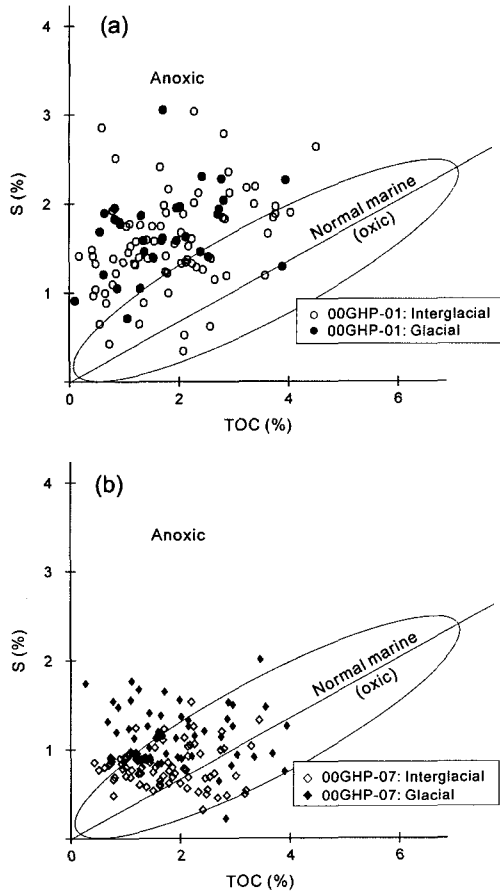 (a)
4
Anoxic
3
S (%)
2
Normal marine
(oxic)
1
00GHP-01: Interglacial
00GHP-01: Glacial
0
2
4
6
TOC (%)
(b)
4
Anoxic
3
S (%)
2
Normal marine
(oxic)
1
00GHP-07: Interglacial
00GHP-07: Glacial
0
2
4
6
TOC (%)